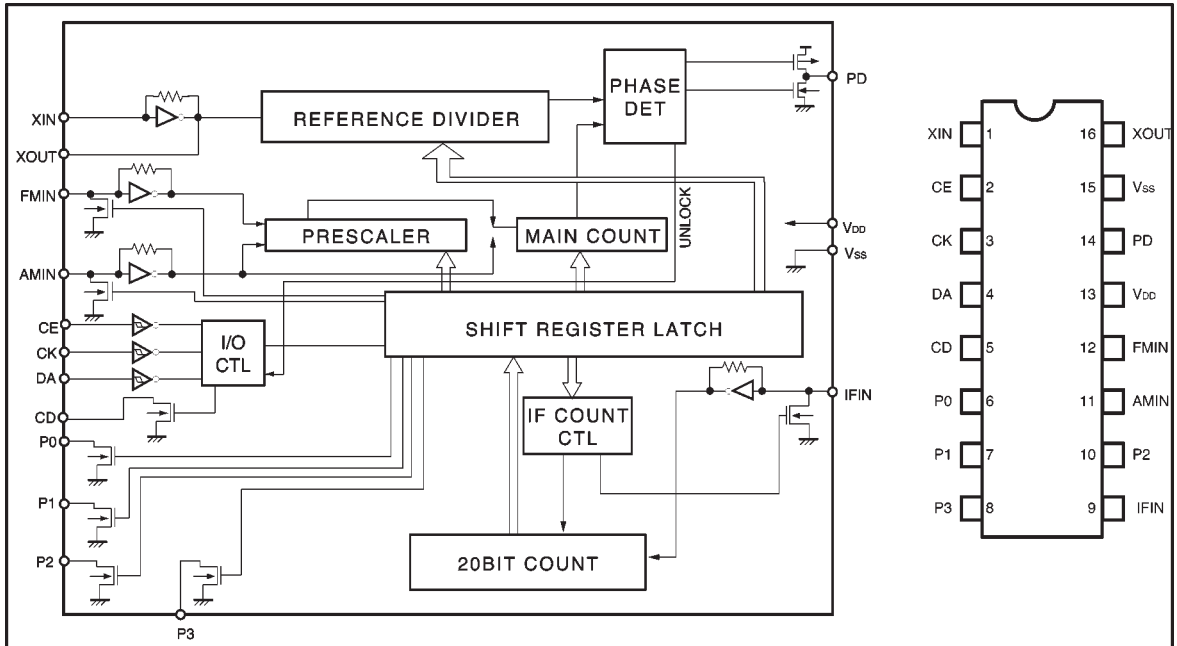 XIN
XOUT
FMIN
AMIN
CE
CK
DA
CD
P0
P1
P2
P3
REFERENCE DIVIDER
PHASE
DET
PRESCALER
MAIN COUNT
UNLOCK
SHIFT REGISTER LATCH
I/O
CTL
IF COUNT
CTL
20BIT COUNT
PD
VDD
VSS
IFIN
XIN 1 16 XOUT
CE 2 15 VSS
CK 3 14 PD
DA 4 13 VDD
CD 5 12 FMIN
P0 6 11 AMIN
P1 7 10 P2
P3 8 9 IFIN